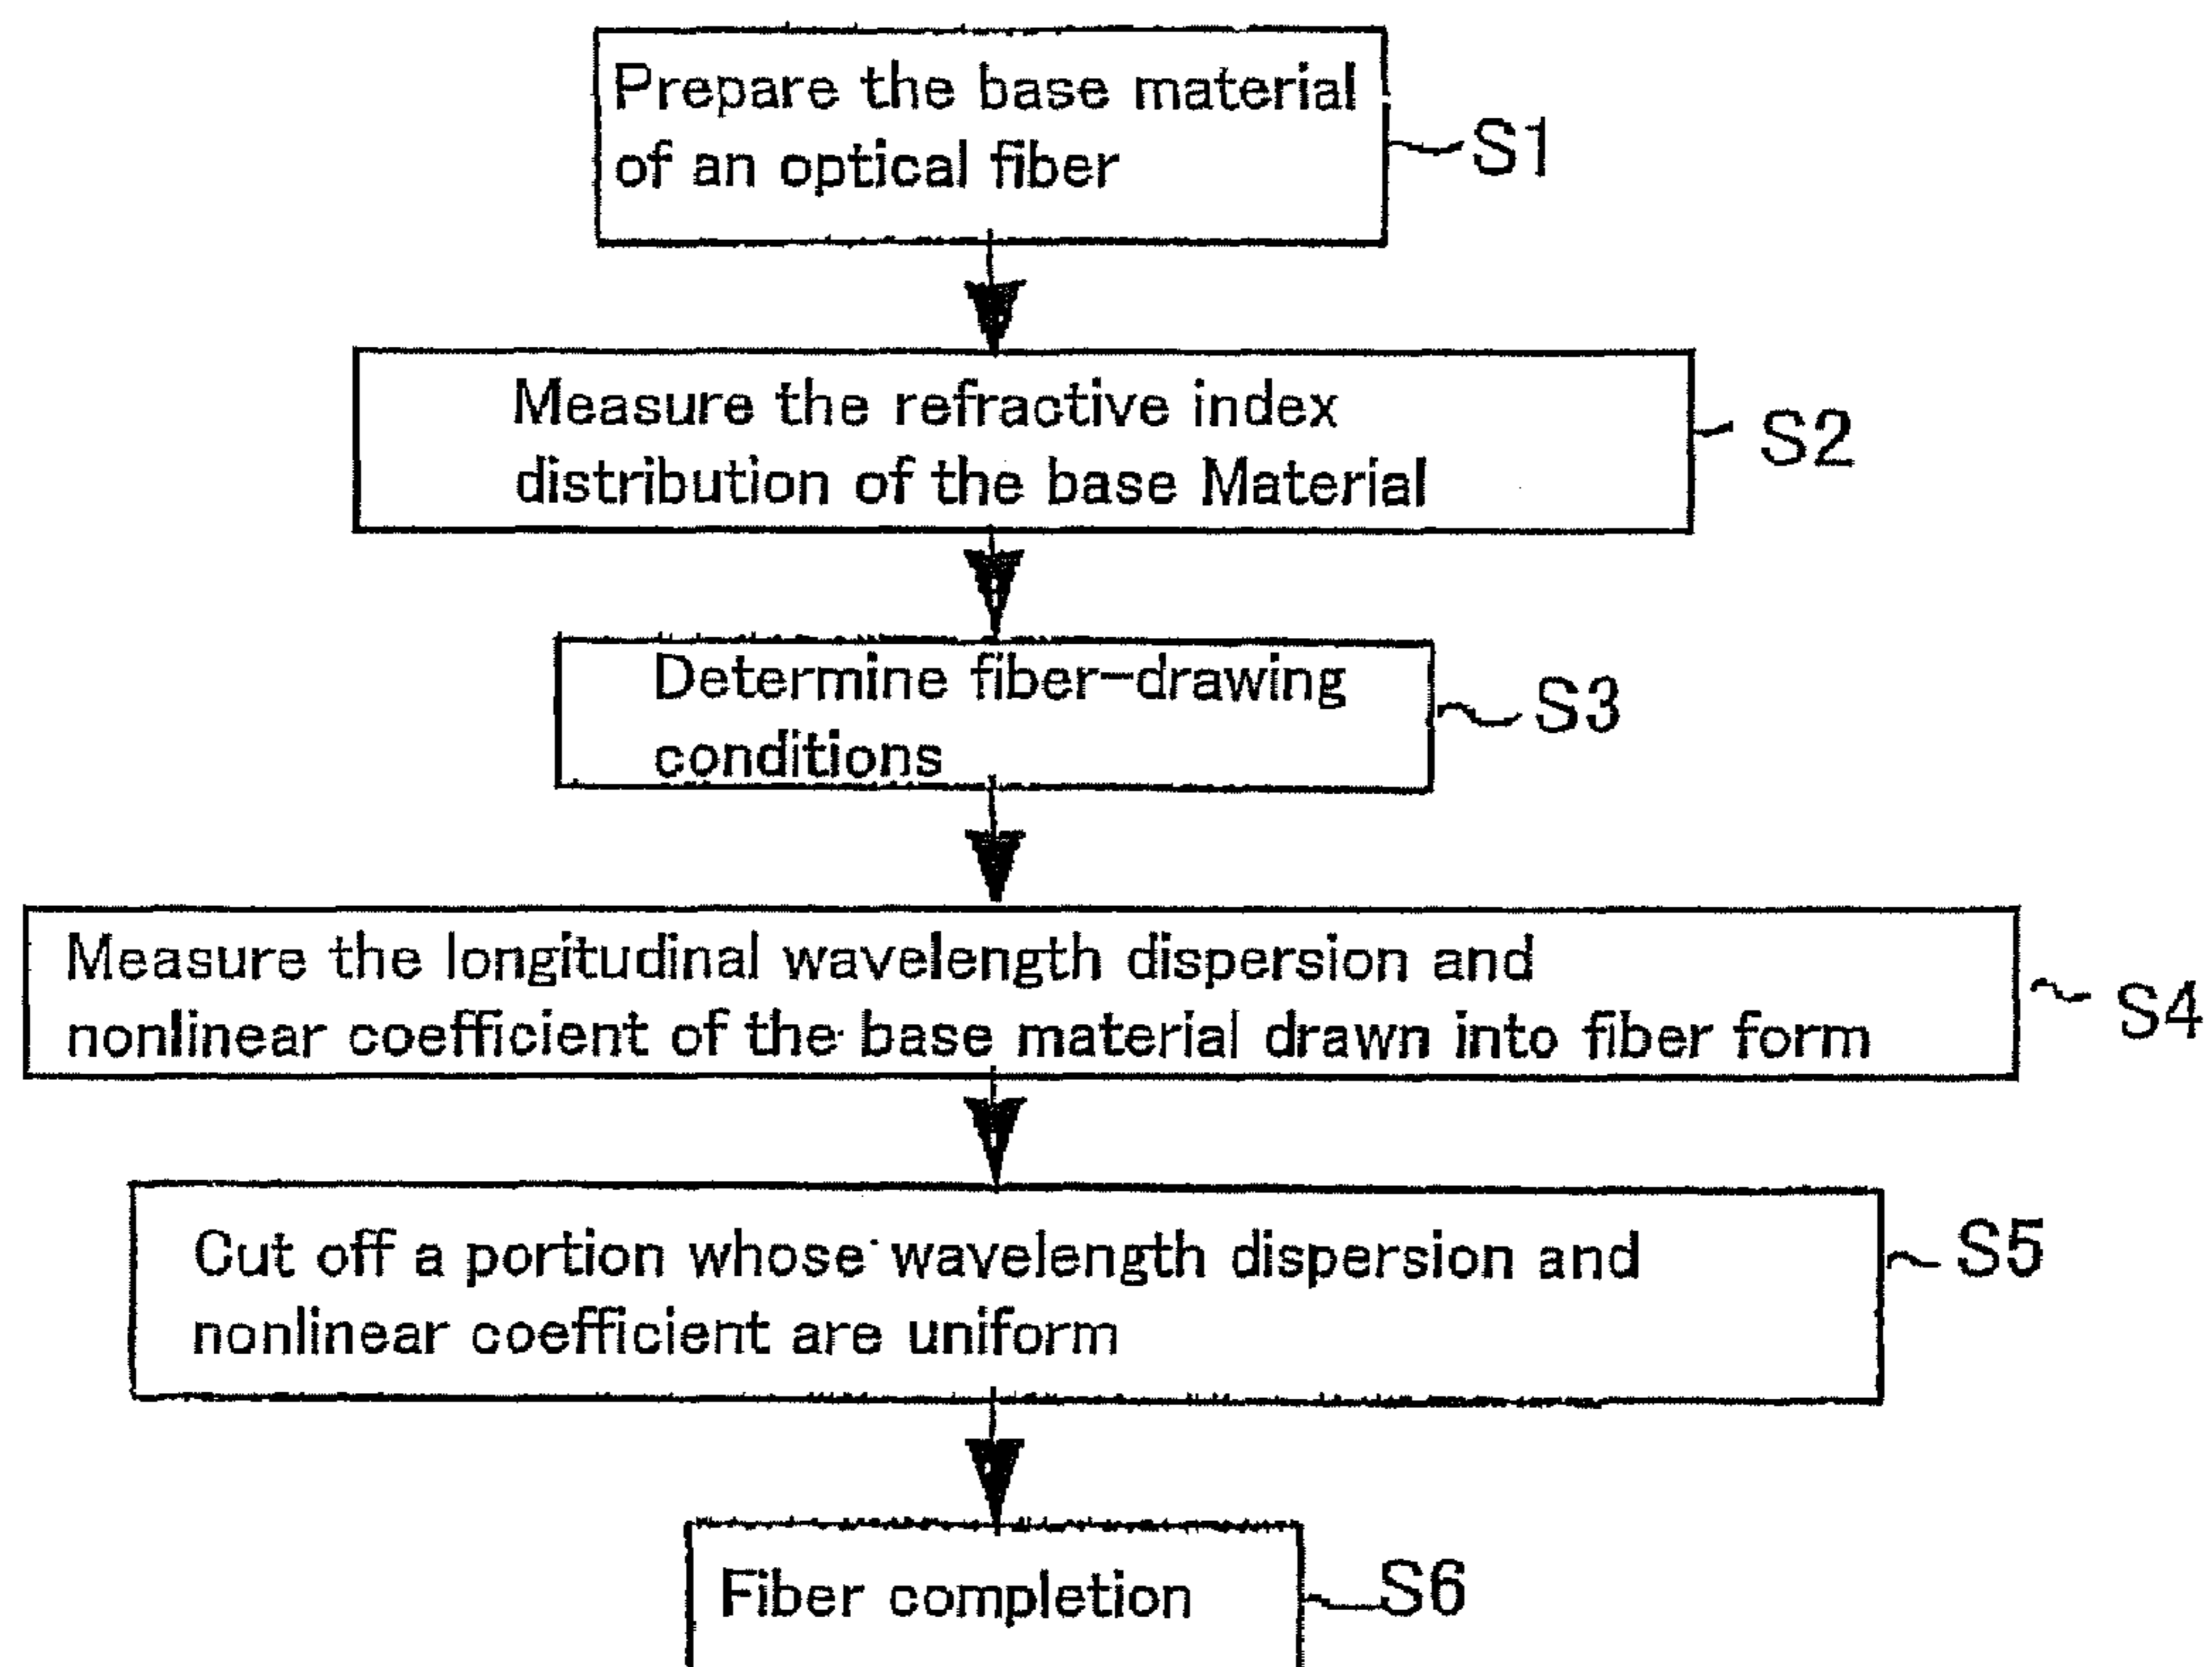 Prepare the base material
of an optical fiber
S1
Measure the refractive index
distribution of the base Material
S2
Determine fiber-drawing
conditions
S3
Measure the longitudinal wavelength dispersion and
nonlinear coefficient of the base material drawn into fiber form
S4
Cut off a portion whose wavelength dispersion and
nonlinear coefficient are uniform
S5
Fiber completion
S6